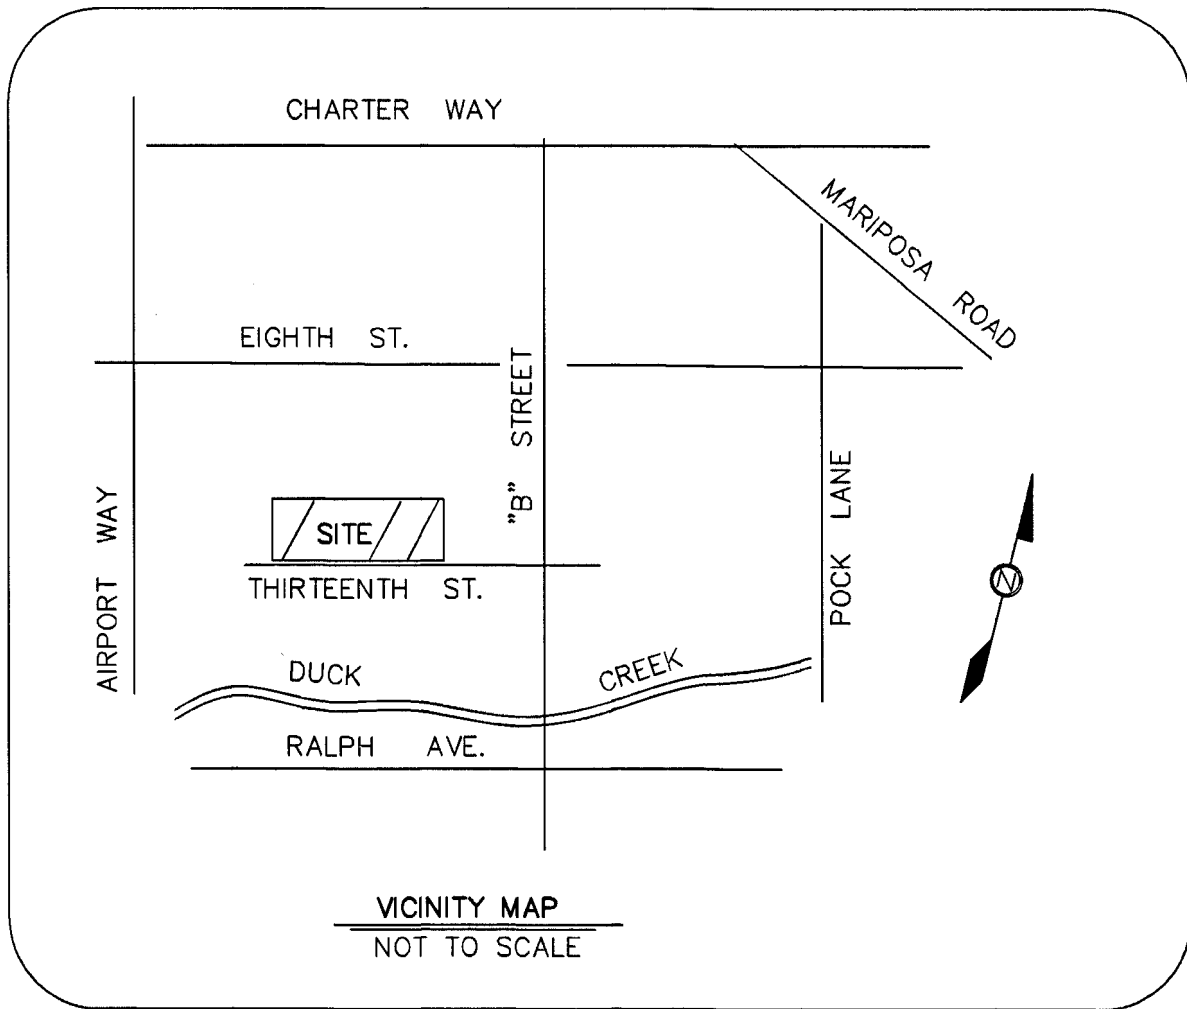 CHARTER WAY
MARIPOSA ROAD
EIGHTH ST.
"B" STREET
AIRPORT WAY
SITE
POCK LANE
THIRTEENTH ST.
N
DUCK CREEK
RALPH AVE.
VICINITY MAP
NOT TO SCALE